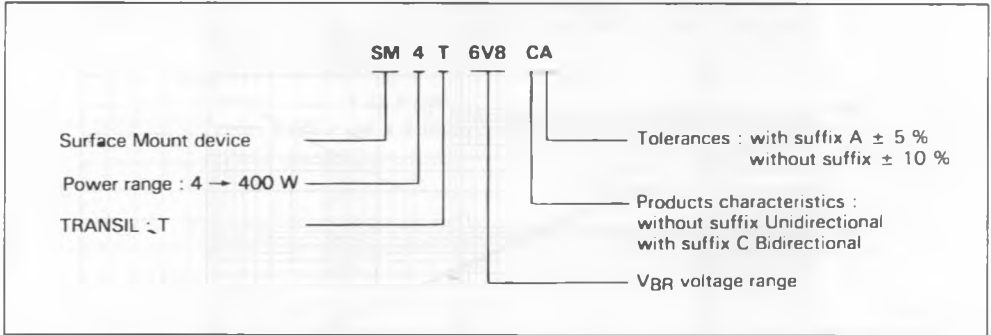 SM 4 T 6V8 CA
Surface Mount device
Power range : 4 → 400 W
TRANSIL : T
Tolerances : with suffix A ± 5 %
without suffix ± 10 %
Products characteristics :
without suffix Unidirectional
with suffix C Bidirectional
VBR voltage range